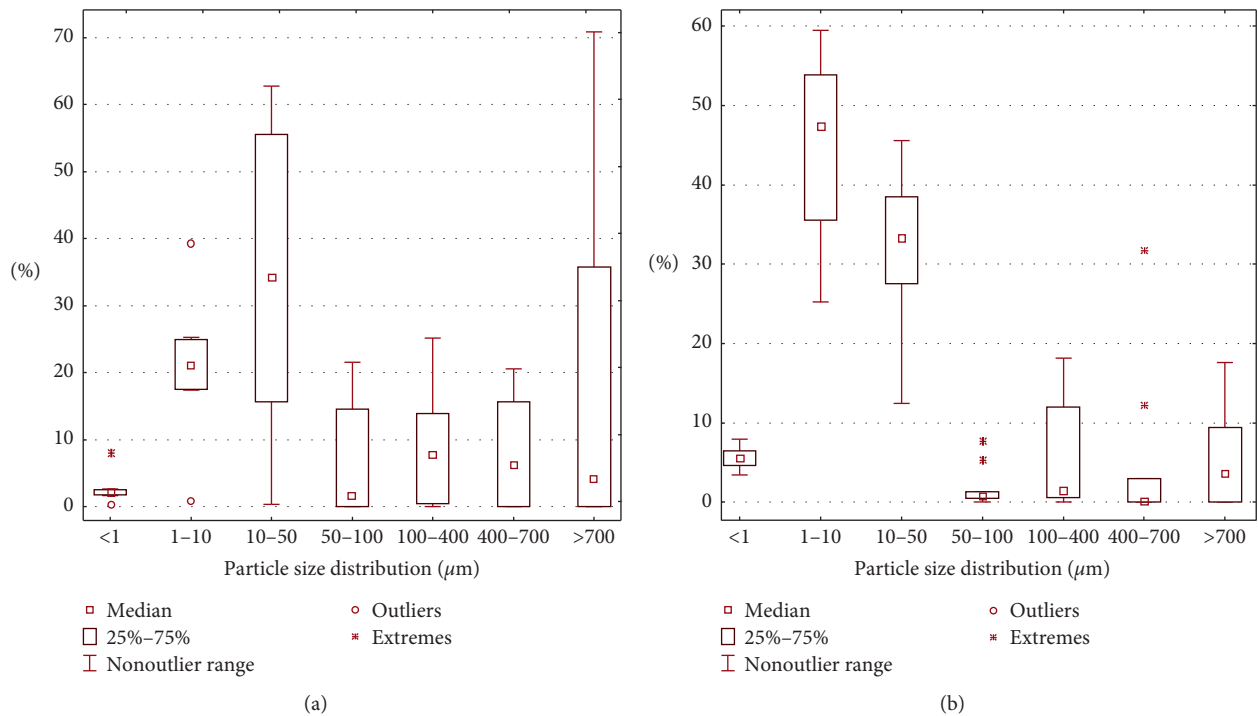 70
60
50
40
(%)
30
20
10
0
<1 1–10 10–50 50–100 100–400 400–700 >700
Particle size distribution (µm)
Median
25%–75%
Nonoutlier range
Outliers
Extremes
(a)
60
50
40
(%)
30
20
10
0
<1 1–10 10–50 50–100 100–400 400–700 >700
Particle size distribution (µm)
Median
25%–75%
Nonoutlier range
Outliers
Extremes
(b)